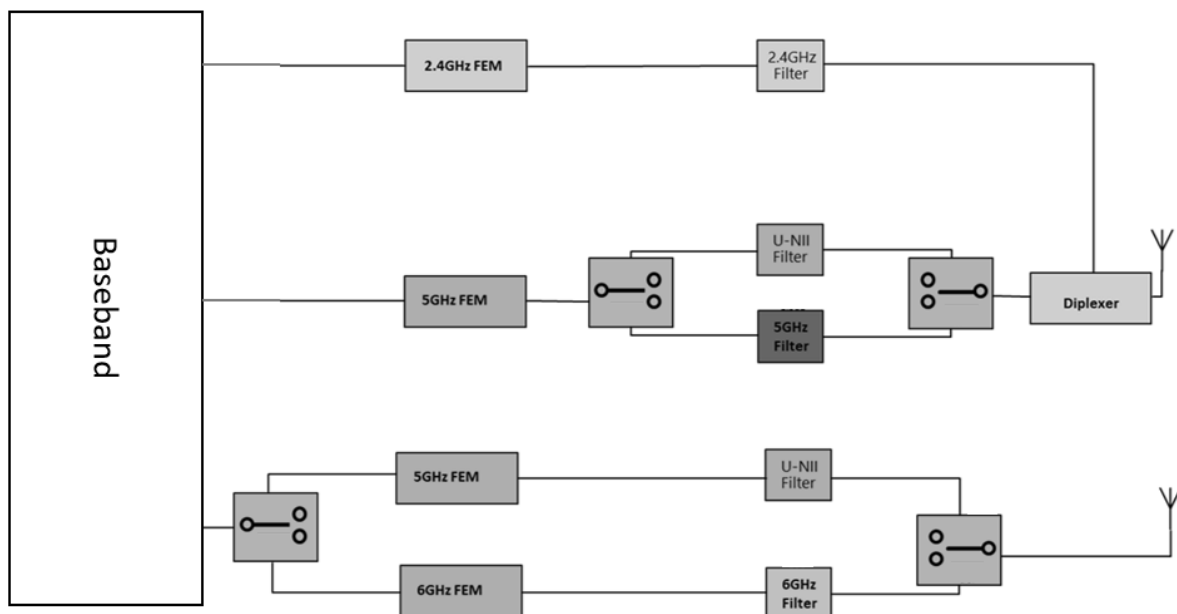 Baseband
2.4GHz FEM
2.4GHz
Filter
U-NII
Filter
5GHz FEM
5GHz
Filter
Diplexer
5GHz FEM
U-NII
Filter
6GHz FEM
6GHz
Filter